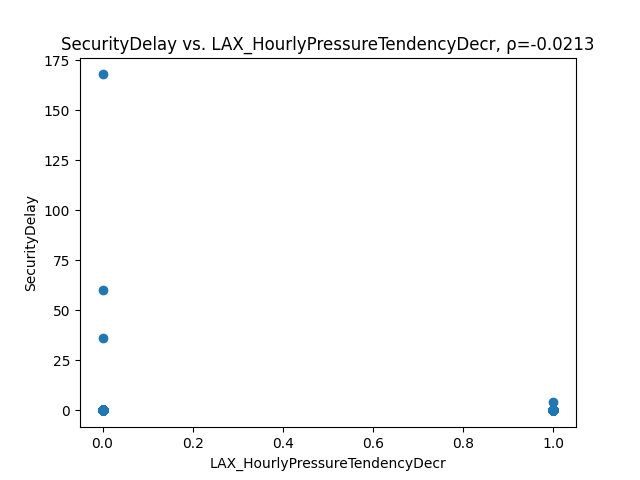 SecurityDelay vs. LAX_HourlyPressureTendencyDecr, ρ=-0.0213
175
150
125
100
75
50
25
0
SecurityDelay
0.0 0.2 0.4 0.6 0.8 1.0
LAX_HourlyPressureTendencyDecr